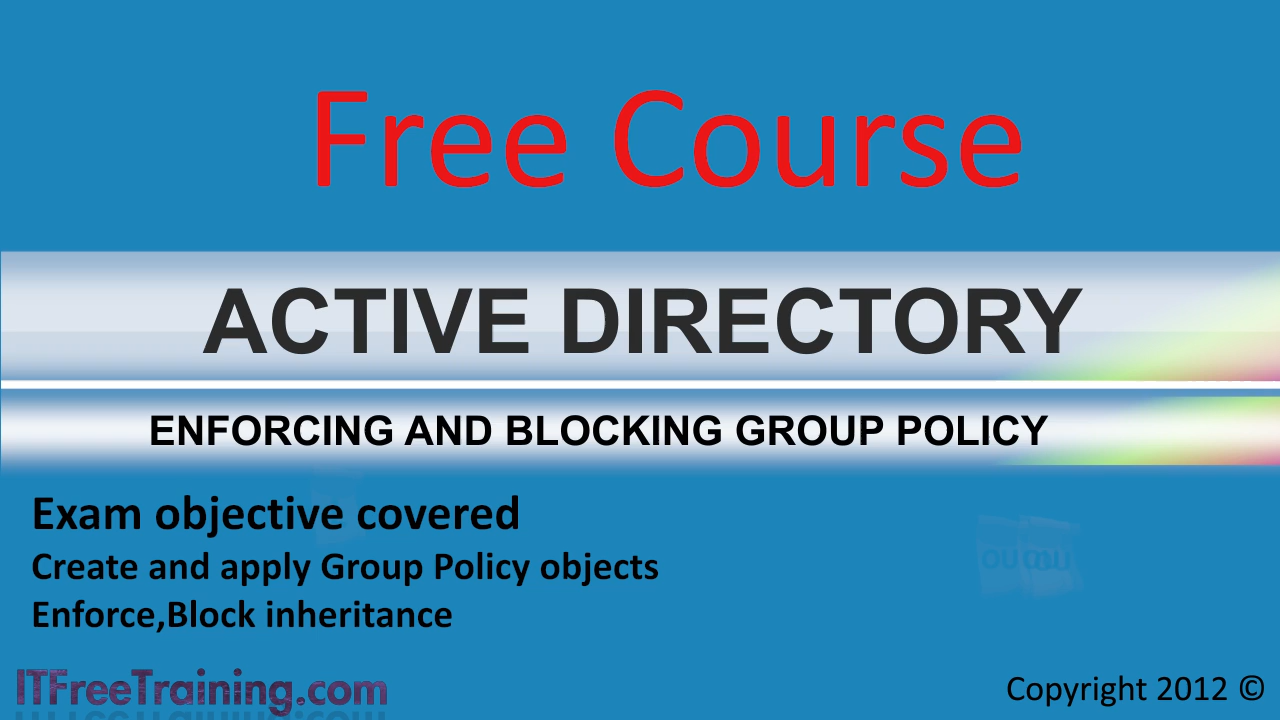 Free Course
ACTIVE DIRECTORY
ENFORCING AND BLOCKING GROUP POLICY
Exam objective covered
Create and apply Group Policy objects
Enforce,Block inheritance
ITFreeTraining.com
Copyright 2012 ©